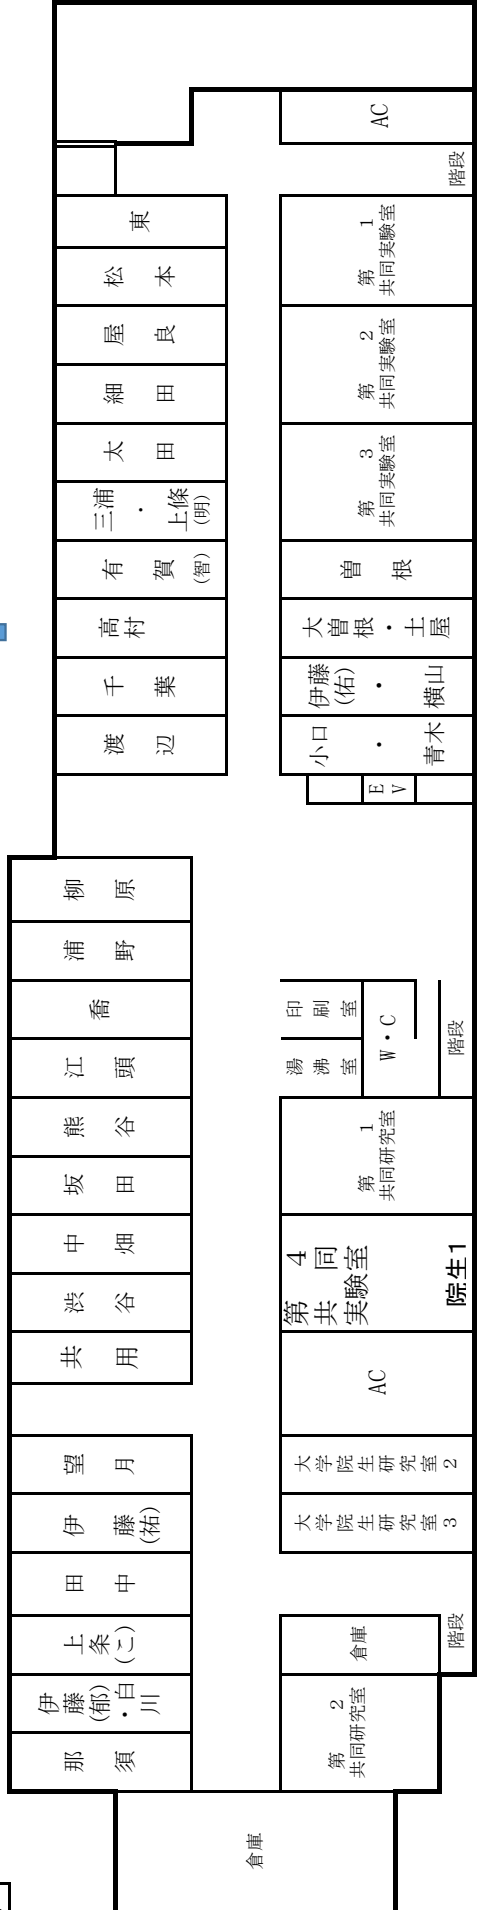 AC
階段
東
松本
屋良
細田
太田
三浦・上條(明)
有賀(智)
高村
千葉
渡辺
第1共同実験室
第2共同実験室
第3共同実験室
曽根
大曽根・土屋
伊藤(佑)・横山
小口・青木
EV
柳原
浦野
喬
江頭
熊谷
坂田
中畑
渋谷
共用
印刷室
湯沸室
W・C
階段
第1共同研究室
第4共同実験室
院生1
AC
望月
伊藤(祐)
田中
上条(こ)
伊藤(郁)・白川
那須
大学院生研究室2
大学院生研究室3
倉庫
階段
第2共同研究室
倉庫